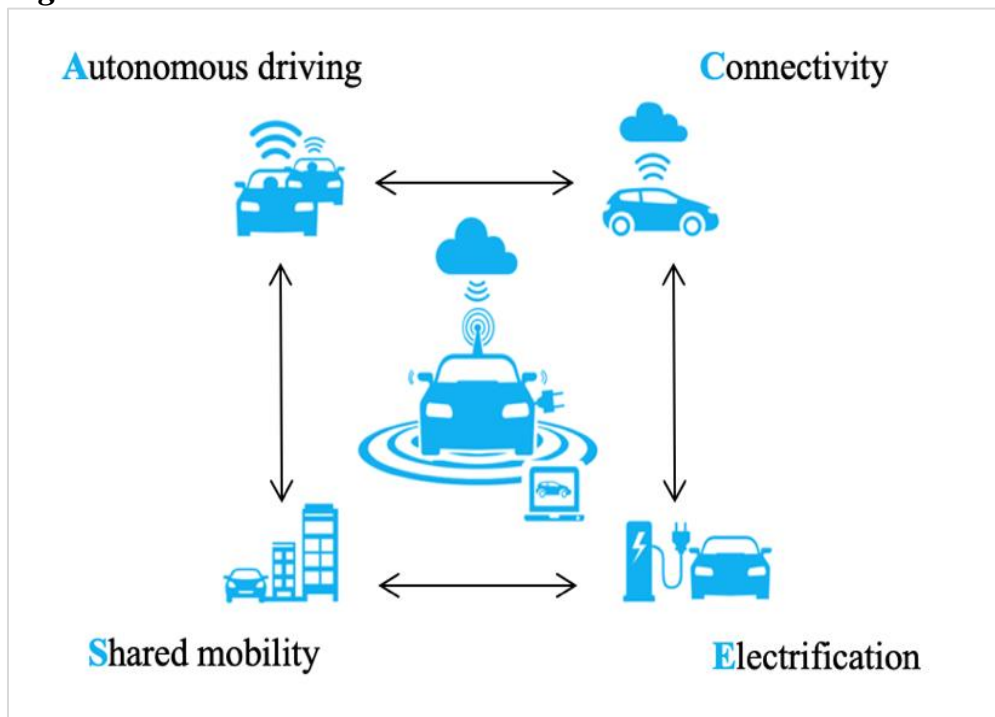 Autonomous driving
Connectivity
Shared mobility
Electrification